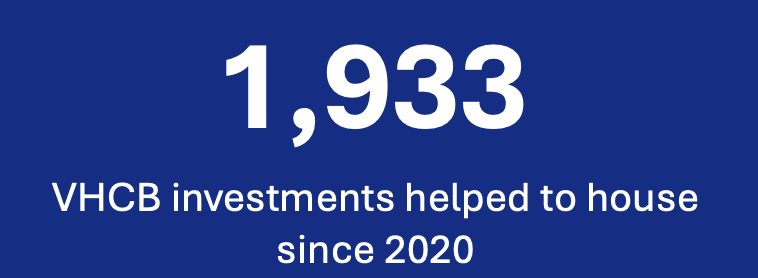 1,933
VHCB investments helped to house
since 2020